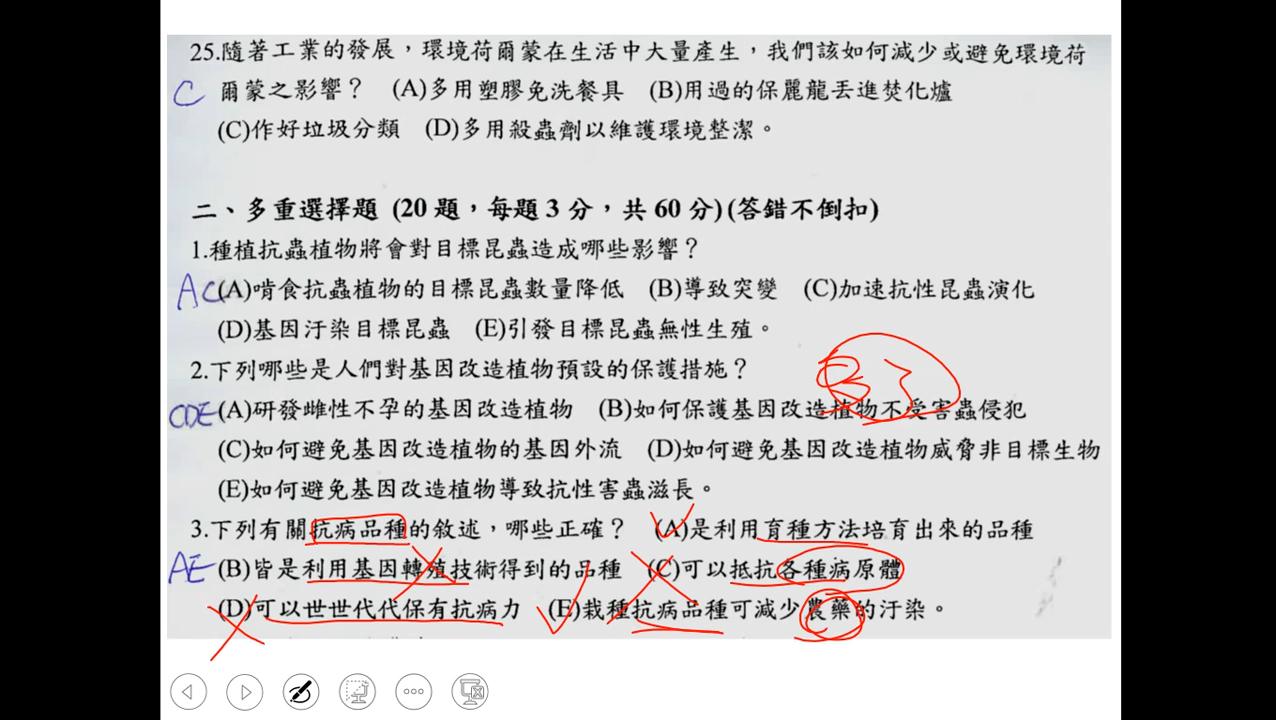 25.隨著工業的發展，環境荷爾蒙在生活中大量產生，我們該如何減少或避免環境荷
C 爾蒙之影響？ (A)多用塑膠免洗餐具 (B)用過的保麗龍丟進焚化爐
(C)作好垃圾分類 (D)多用殺蟲劑以維護環境整潔。
二、多重選擇題 (20 題，每題 3 分，共 60 分)(答錯不倒扣)
1.種植抗蟲植物將會對目標昆蟲造成哪些影響？
AC (A)啃食抗蟲植物的目標昆蟲數量降低 (B)導致突變 (C)加速抗性昆蟲演化
(D)基因汙染目標昆蟲 (E)引發目標昆蟲無性生殖。
2.下列哪些是人們對基因改造植物預設的保護措施？
CDE (A)研發雌性不孕的基因改造植物 (B)如何保護基因改造植物不受害蟲侵犯
(C)如何避免基因改造植物的基因外流 (D)如何避免基因改造植物威脅非目標生物
(E)如何避免基因改造植物導致抗性害蟲滋長。
3.下列有關抗病品種的敘述，哪些正確？ (A)是利用育種方法培育出來的品種
AE (B)皆是利用基因轉殖技術得到的品種 (C)可以抵抗各種病原體
(D)可以世世代代保有抗病力 (E)栽種抗病品種可減少農藥的汙染。